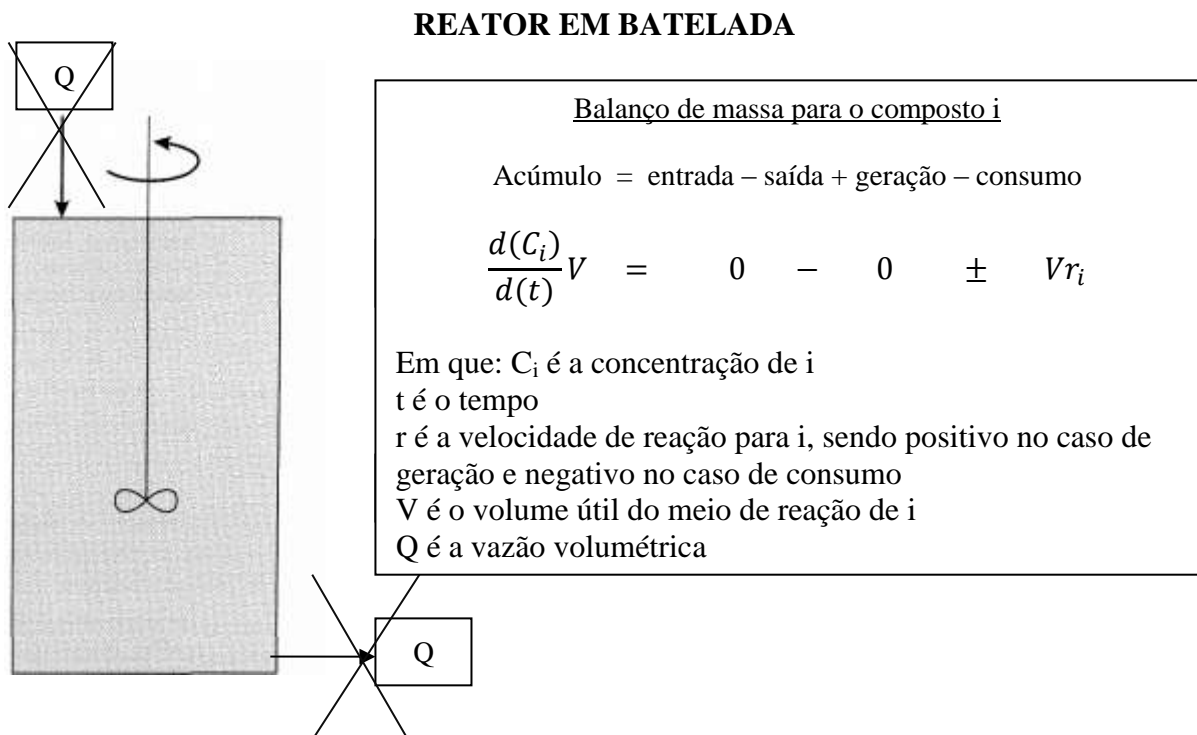 REATOR EM BATELADA
Q
Balanço de massa para o composto i
Acúmulo = entrada – saída + geração – consumo
d(Cᵢ)/d(t) V = 0 − 0 ± Vrᵢ
Em que: Cᵢ é a concentração de i
t é o tempo
r é a velocidade de reação para i, sendo positivo no caso de
geração e negativo no caso de consumo
V é o volume útil do meio de reação de i
Q é a vazão volumétrica
Q